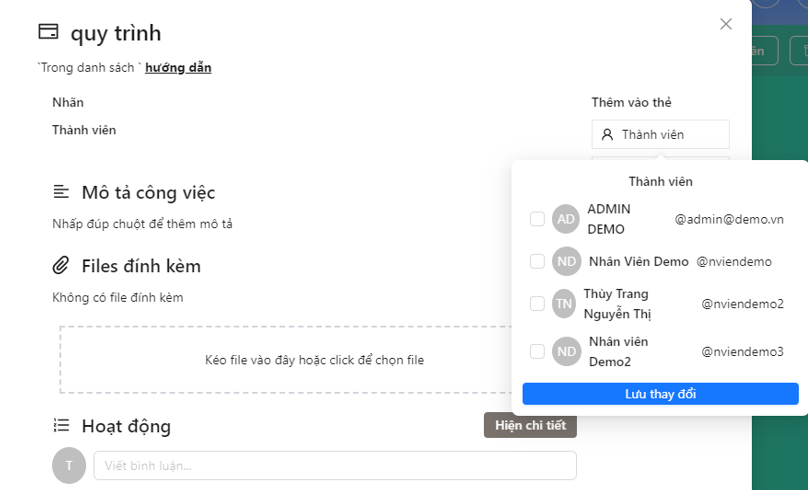 quy trình
`Trong danh sách ` hướng dẫn
Nhãn
Thành viên
Mô tả công việc
Nhấp đúp chuột để thêm mô tả
Files đính kèm
Không có file đính kèm
Kéo file vào đây hoặc click để chọn file
Hoạt động
Hiện chi tiết
T
Viết bình luận...
Thêm vào thẻ
Thành viên
Thành viên
AD ADMIN DEMO @admin@demo.vn
ND Nhân Viên Demo @nviendemo
TN Thùy Trang Nguyễn Thị @nviendemo2
ND Nhân viên Demo2 @nviendemo3
Lưu thay đổi